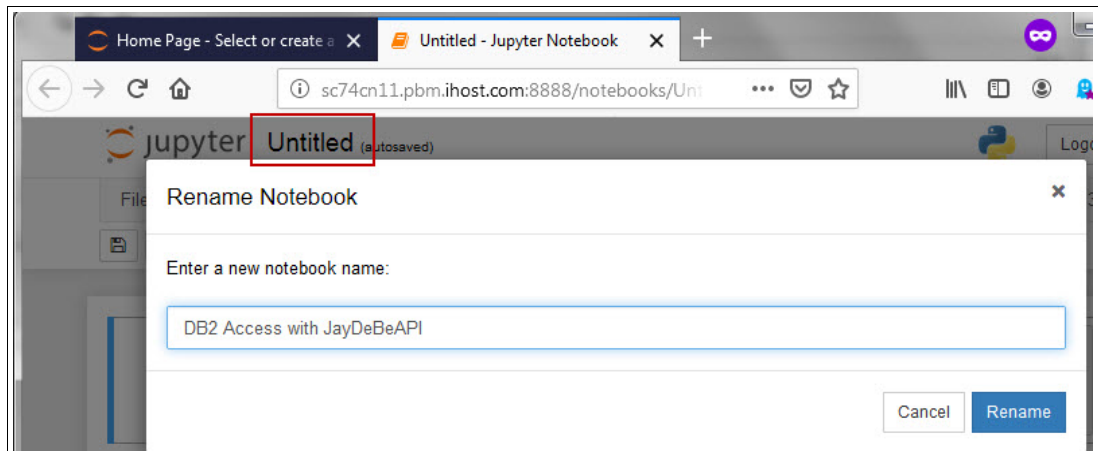 Home Page - Select or create a
Untitled - Jupyter Notebook
sc74cn11.pbm.ihost.com:8888/notebooks/Unt
jupyter Untitled (autosaved)
Rename Notebook
File
Enter a new notebook name:
DB2 Access with JayDeBeAPI
Cancel Rename